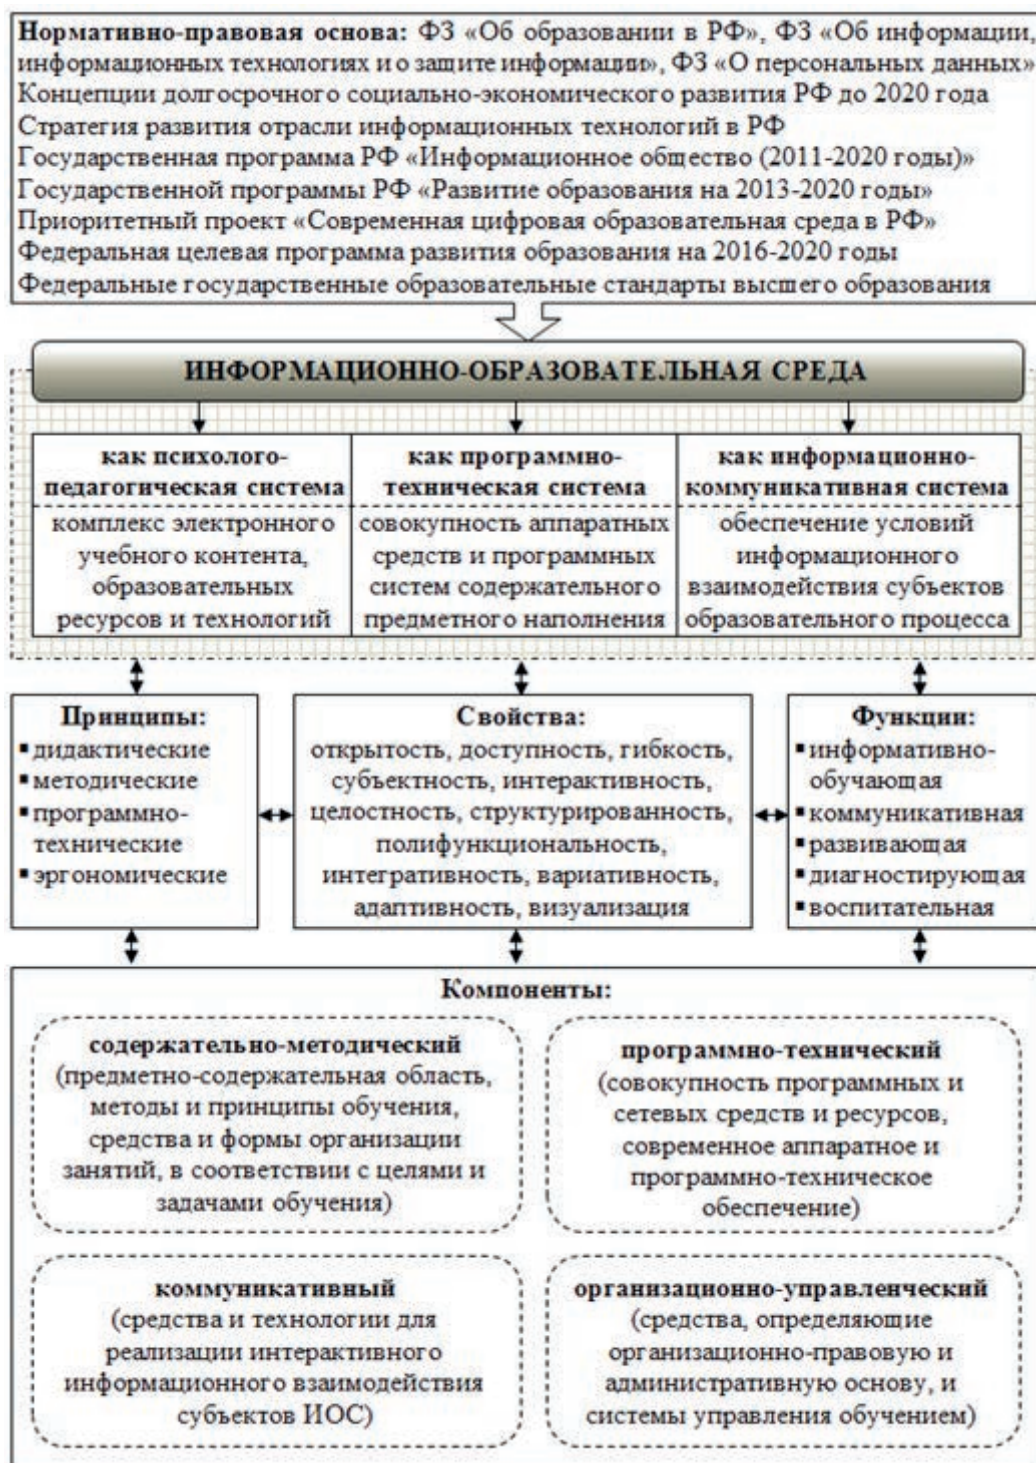 Нормативно-правовая основа: ФЗ «Об образовании в РФ», ФЗ «Об информации,
информационных технологиях и о защите информации», ФЗ «О персональных данных»
Концепции долгосрочного социально-экономического развития РФ до 2020 года
Стратегия развития отрасли информационных технологий в РФ
Государственная программа РФ «Информационное общество (2011-2020 годы)»
Государственной программы РФ «Развитие образования на 2013-2020 годы»
Приоритетный проект «Современная цифровая образовательная среда в РФ»
Федеральная целевая программа развития образования на 2016-2020 годы
Федеральные государственные образовательные стандарты высшего образования
ИНФОРМАЦИОННО-ОБРАЗОВАТЕЛЬНАЯ СРЕДА
как психолого-
педагогическая система
комплекс электронного
учебного контента,
образовательных
ресурсов и технологий
как программно-
техническая система
совокупность аппаратных
средств и программных
систем содержательного
предметного наполнения
как информационно-
коммуникативная система
обеспечение условий
информационного
взаимодействия субъектов
образовательного процесса
Принципы:
▪ дидактические
▪ методические
▪ программно-
технические
▪ эргономические
Свойства:
открытость, доступность, гибкость,
субъектность, интерактивность,
целостность, структурированность,
полифункциональность,
интегративность, вариативность,
адаптивность, визуализация
Функции:
▪ информативно-
обучающая
▪ коммуникативная
▪ развивающая
▪ диагностирующая
▪ воспитательная
Компоненты:
содержательно-методический
(предметно-содержательная область,
методы и принципы обучения,
средства и формы организации
занятий, в соответствии с целями и
задачами обучения)
программно-технический
(совокупность программных и
сетевых средств и ресурсов,
современное аппаратное и
программно-техническое
обеспечение)
коммуникативный
(средства и технологии для
реализации интерактивного
информационного взаимодействия
субъектов ИОС)
организационно-управленческий
(средства, определяющие
организационно-правовую и
административную основу, и
системы управления обучением)